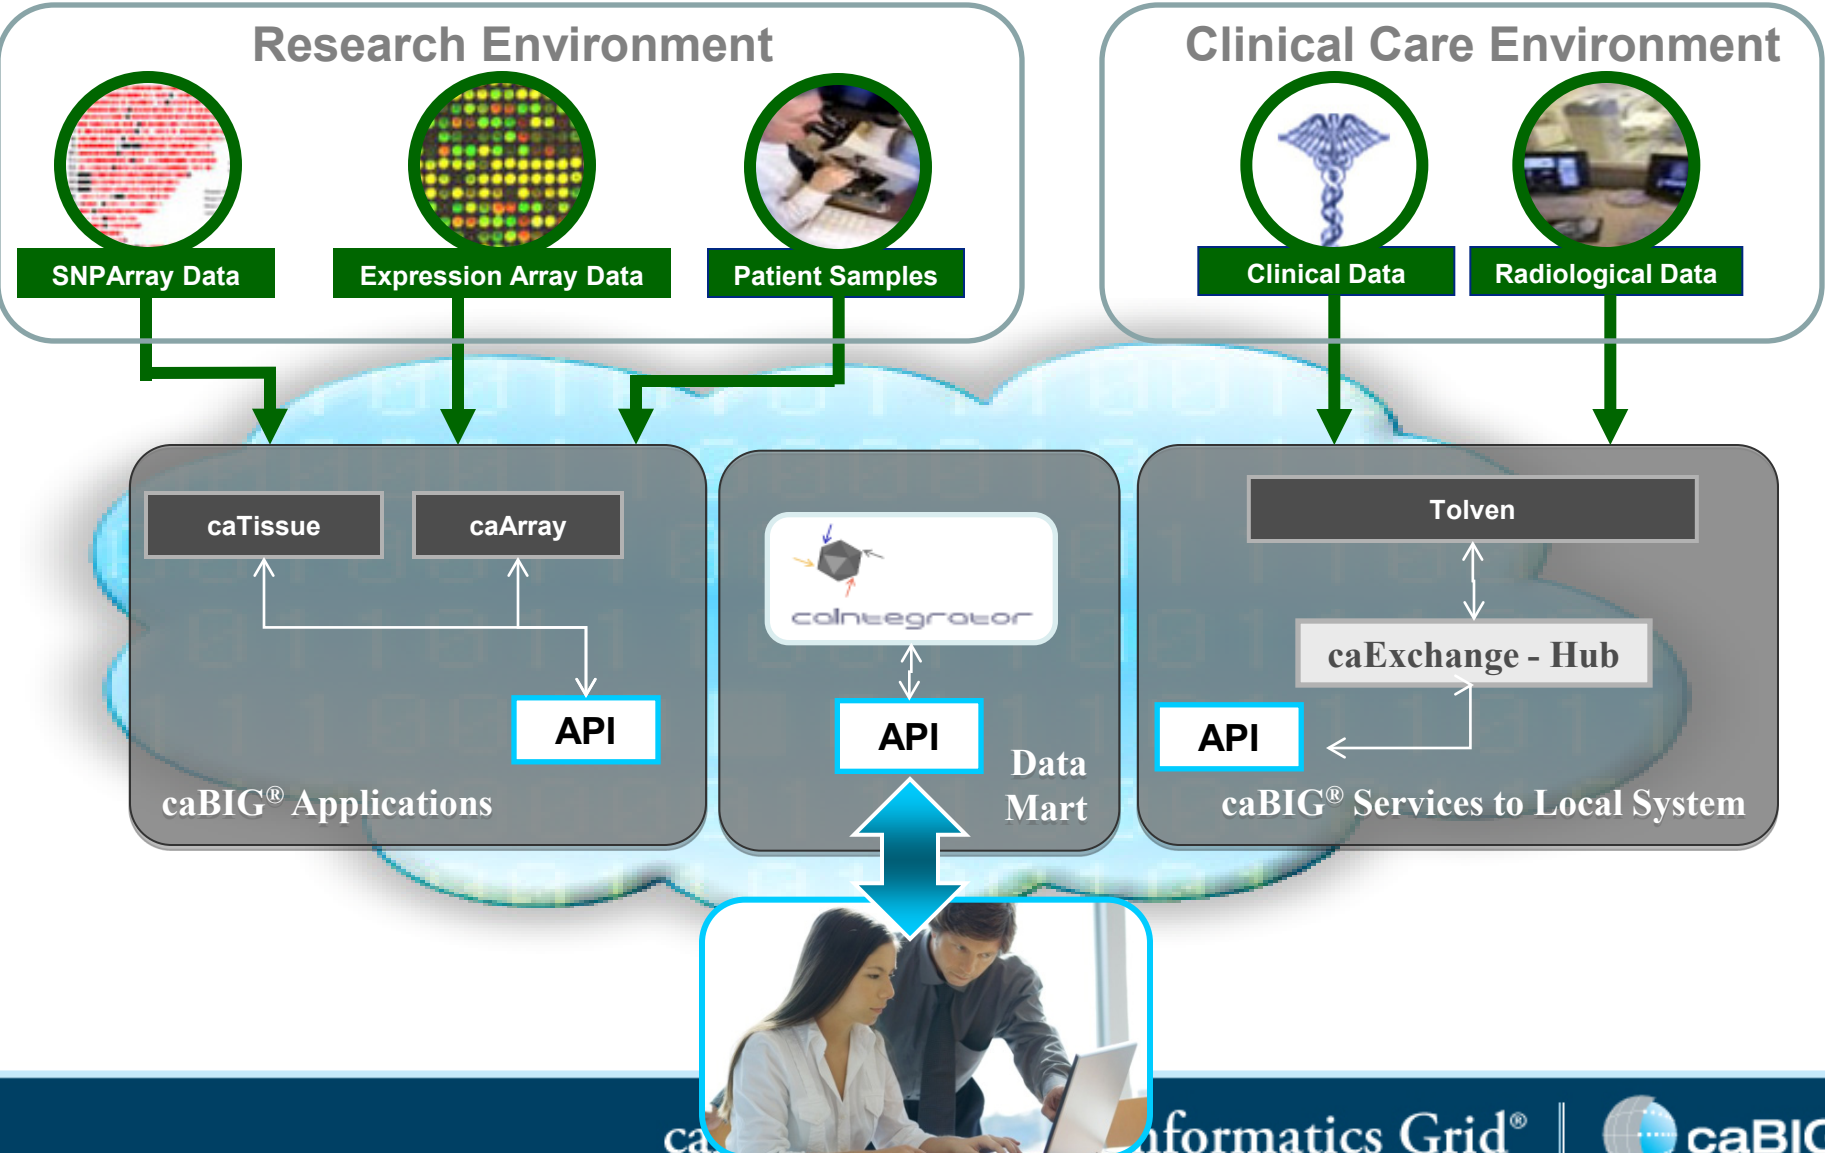 Research Environment
Clinical Care Environment
SNPArray Data
Expression Array Data
Patient Samples
Clinical Data
Radiological Data
caTissue
caArray
caIntegrator
Tolven
caExchange - Hub
API
API
API
Data
Mart
caBIG® Applications
caBIG® Services to Local System
ca
nformatics Grid®
caBIG